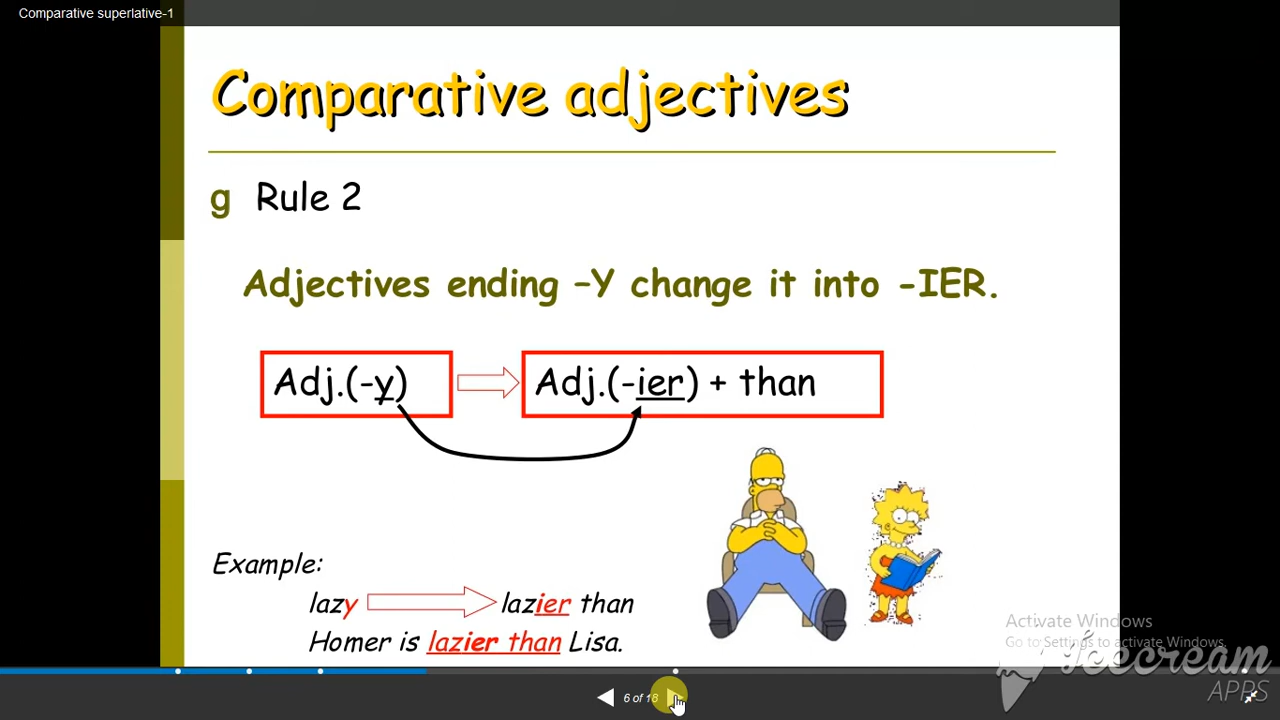 Comparative superlative-1
Comparative adjectives
g Rule 2
Adjectives ending –Y change it into -IER.
Adj.(-y)
Adj.(-ier) + than
Example:
lazy
lazier than
Homer is lazier than Lisa.
Activate Windows
Go to Settings to activate Windows.
Icecream
APPS
6 of 18